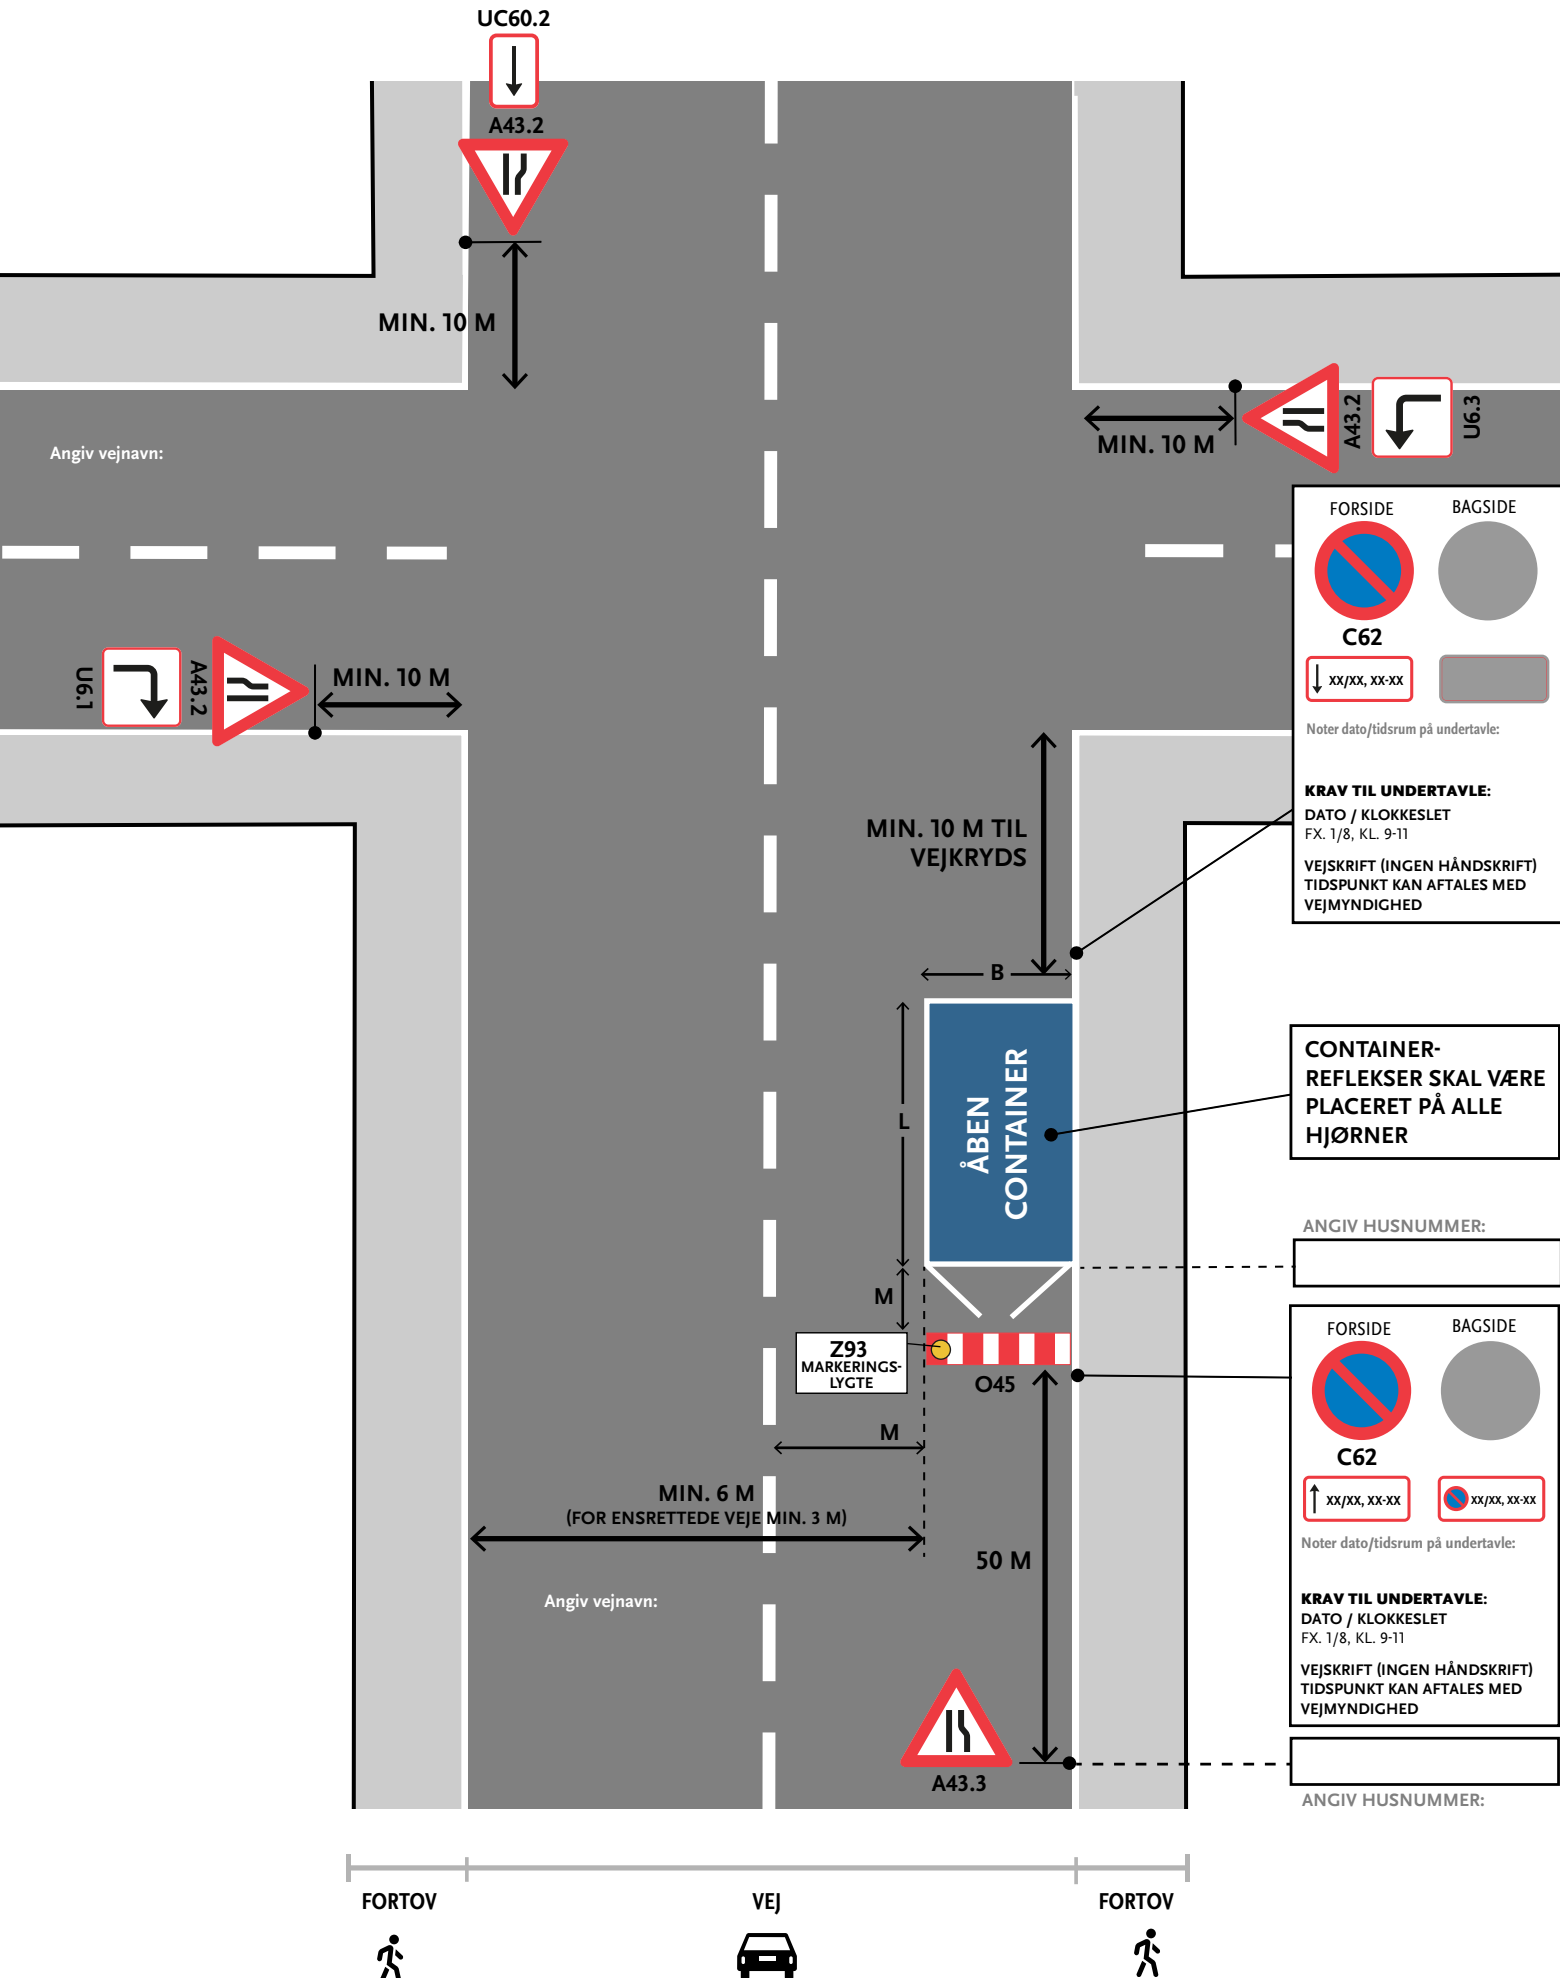 UC60.2
A43.2
MIN. 10 M
MIN. 10 M
A43.2
U6.3
Angiv vejnavn:
FORSIDE
BAGSIDE
C62
xx/xx, xx-xx
Noter dato/tidsrum på undertavle:
KRAV TIL UNDERTAVLE:
DATO / KLOKKESLET
FX. 1/8, KL. 9-11
VEJSKRIFT (INGEN HÅNDSKRIFT)
TIDSPUNKT KAN AFTALES MED
VEJMYNDIGHED
U6.1
A43.2
MIN. 10 M
MIN. 10 M TIL
VEJKRYDS
B
L
ÅBEN
CONTAINER
CONTAINER-
REFLEKSER SKAL VÆRE
PLACERET PÅ ALLE
HJØRNER
ANGIV HUSNUMMER:
M
Z93
MARKERINGS-
LYGTE
O45
M
MIN. 6 M
(FOR ENSRETTEDE VEJE MIN. 3 M)
50 M
Angiv vejnavn:
A43.3
FORSIDE
BAGSIDE
C62
xx/xx, xx-xx
xx/xx, xx-xx
Noter dato/tidsrum på undertavle:
KRAV TIL UNDERTAVLE:
DATO / KLOKKESLET
FX. 1/8, KL. 9-11
VEJSKRIFT (INGEN HÅNDSKRIFT)
TIDSPUNKT KAN AFTALES MED
VEJMYNDIGHED
ANGIV HUSNUMMER:
FORTOV
VEJ
FORTOV